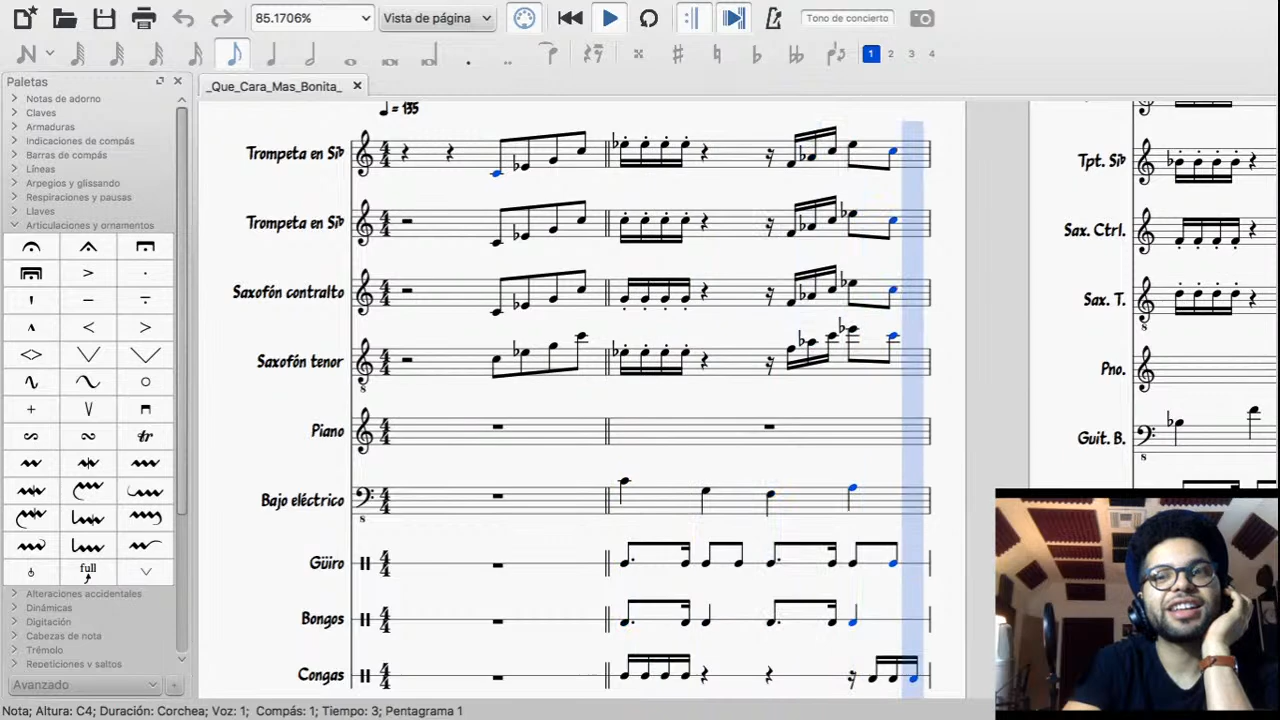 85.1706%
Vista de página
Tono de concierto
1 2 3 4
Paletas
_Que_Cara_Mas_Bonita_
Notas de adorno
Claves
Armaduras
Indicaciones de compás
Barras de compás
Líneas
Arpegios y glissando
Respiraciones y pausas
Llaves
Articulaciones y ornamentos
tr
full
Alteraciones accidentales
Dinámicas
Digitación
Cabezas de nota
Trémolo
Repeticiones y saltos
Avanzado
= 135
Trompeta en Si♭
Trompeta en Si♭
Saxofón contralto
Saxofón tenor
Piano
Bajo eléctrico
Güiro
Bongos
Congas
Tpt. Si♭
Sax. Ctrl.
Sax. T.
Pno.
Guit. B.
Nota; Altura: C4; Duración: Corchea; Voz: 1; Compás: 1; Tiempo: 3; Pentagrama 1